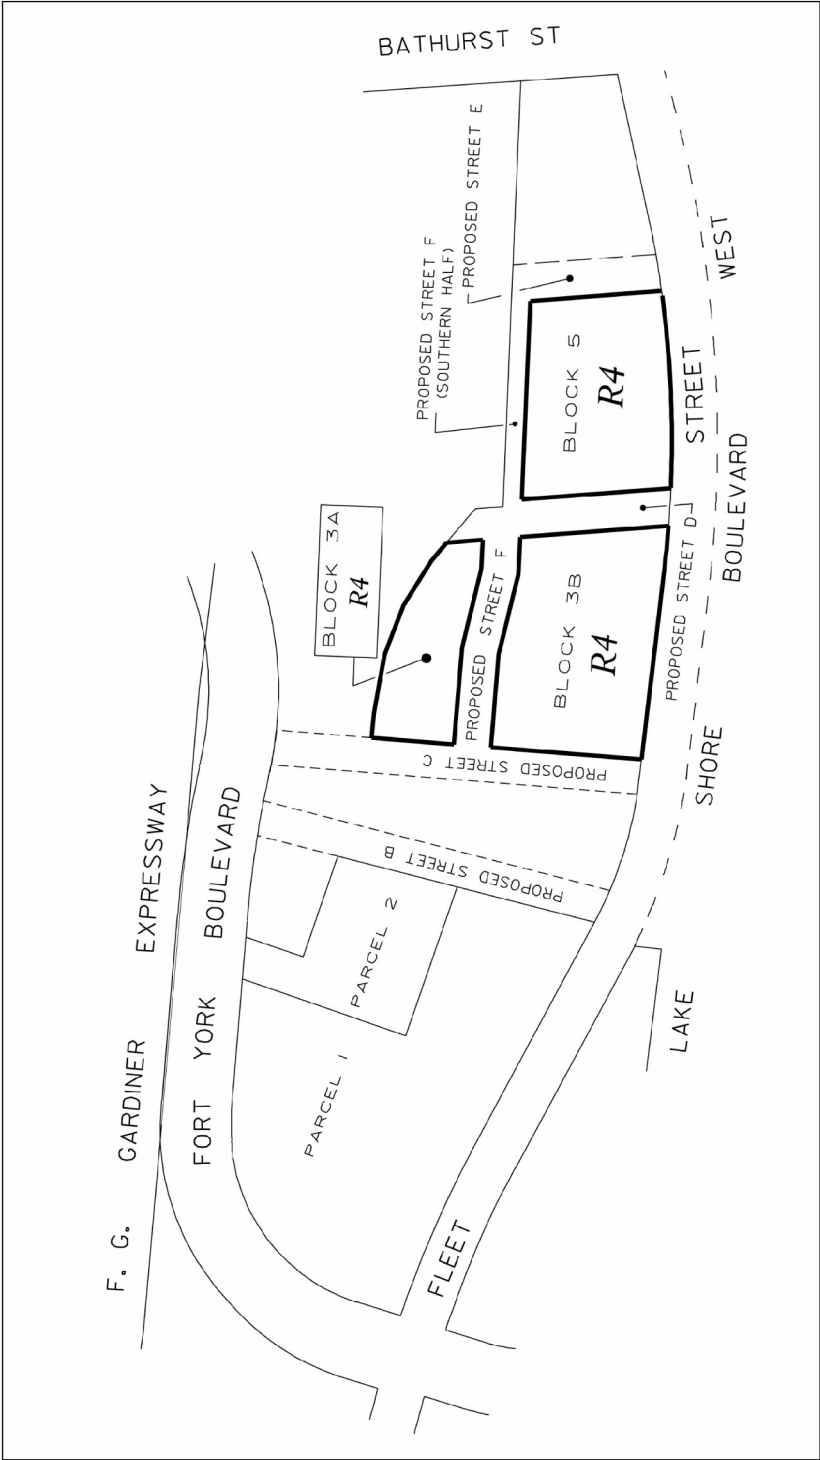 BATHURST ST
PROPOSED STREET E
PROPOSED STREET F
(SOUTHERN HALF)
WEST
BLOCK 5
R4
STREET
BOULEVARD
BLOCK 3A
R4
PROPOSED STREET F
BLOCK 3B
R4
PROPOSED STREET D
PROPOSED STREET C
SHORE
PROPOSED STREET B
EXPRESSWAY
BOULEVARD
PARCEL 2
PARCEL 1
LAKE
YORK
FORT
GARDINER
F. G.
FLEET